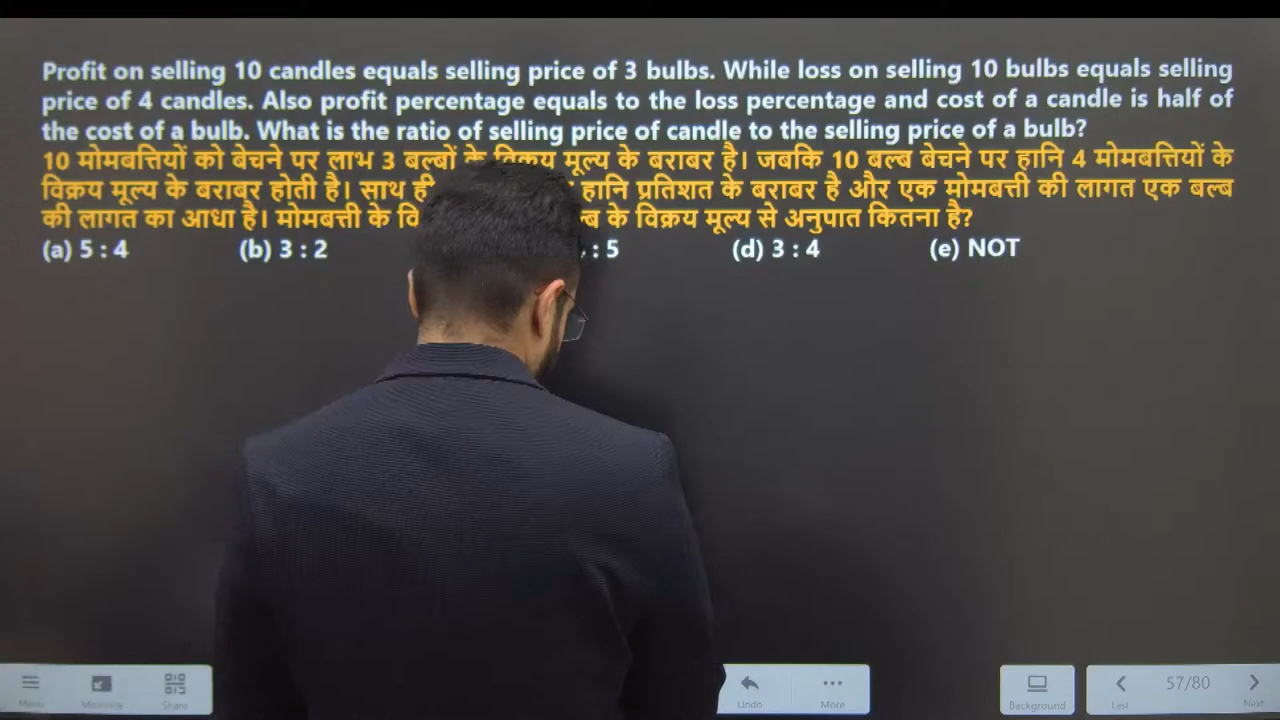 Profit on selling 10 candles equals selling price of 3 bulbs. While loss on selling 10 bulbs equals selling
price of 4 candles. Also profit percentage equals to the loss percentage and cost of a candle is half of
the cost of a bulb. What is the ratio of selling price of candle to the selling price of a bulb?
10 मोमबत्तियों को बेचने पर लाभ 3 बल्बों के विक्रय मूल्य के बराबर है। जबकि 10 बल्ब बेचने पर हानि 4 मोमबत्तियों के
विक्रय मूल्य के बराबर होती है। साथ ही हानि प्रतिशत के बराबर है और एक मोमबत्ती की लागत एक बल्ब
की लागत का आधा है। मोमबत्ती के के विक्रय मूल्य से अनुपात कितना है?
(a) 5 : 4 (b) 3 : 2 : 5 (d) 3 : 4 (e) NOT
Menu Minimize Share Undo More Background Last 57/80 Next